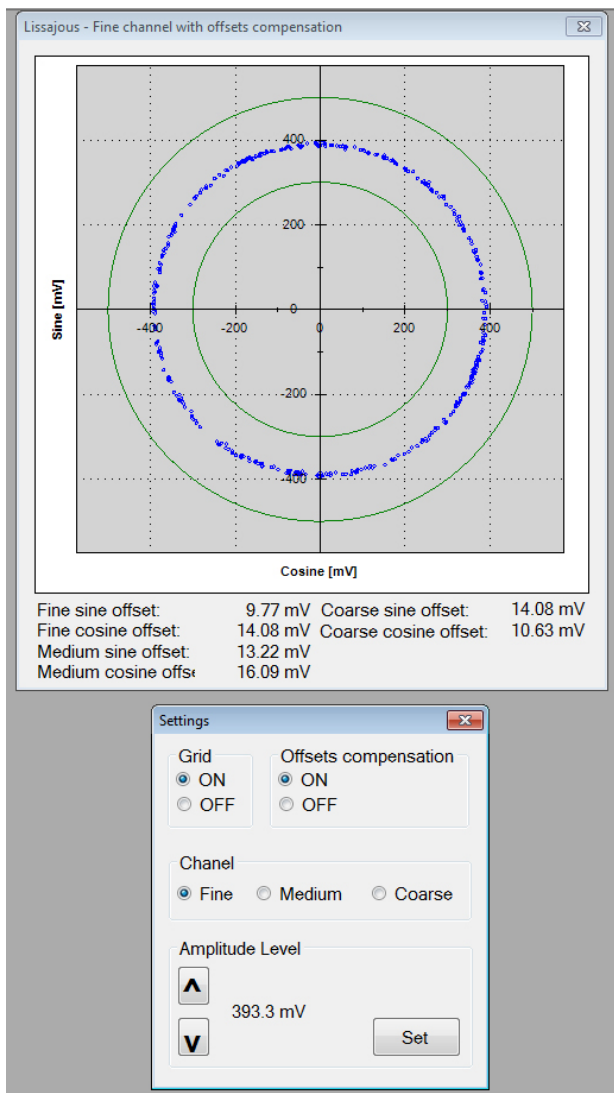 Lissajous - Fine channel with offsets compensation
400
200
-400 -200 0 200 400
0
-200
-400
Sine [mV]
Cosine [mV]
Fine sine offset: 9.77 mV Coarse sine offset: 14.08 mV
Fine cosine offset: 14.08 mV Coarse cosine offset: 10.63 mV
Medium sine offset: 13.22 mV
Medium cosine offse 16.09 mV
Settings
Grid Offsets compensation
ON ON
OFF OFF
Chanel
Fine Medium Coarse
Amplitude Level
393.3 mV
Set